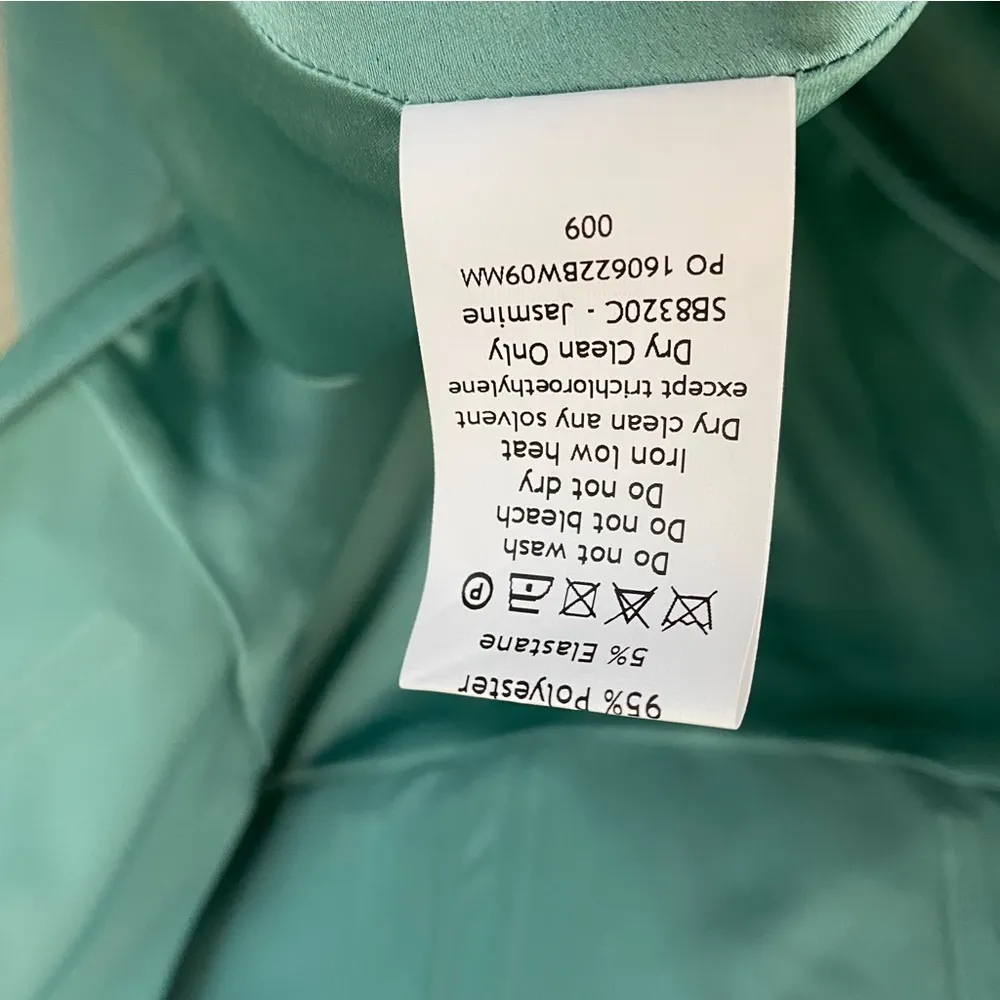 95% Polyester
5% Elastane
P
Do not wash
Do not bleach
Do not dry
Iron low heat
Dry clean any solvent
except trichloroethylene
Dry Clean Only
SB8320C - Jasmine
PO 160622BW09MM
009